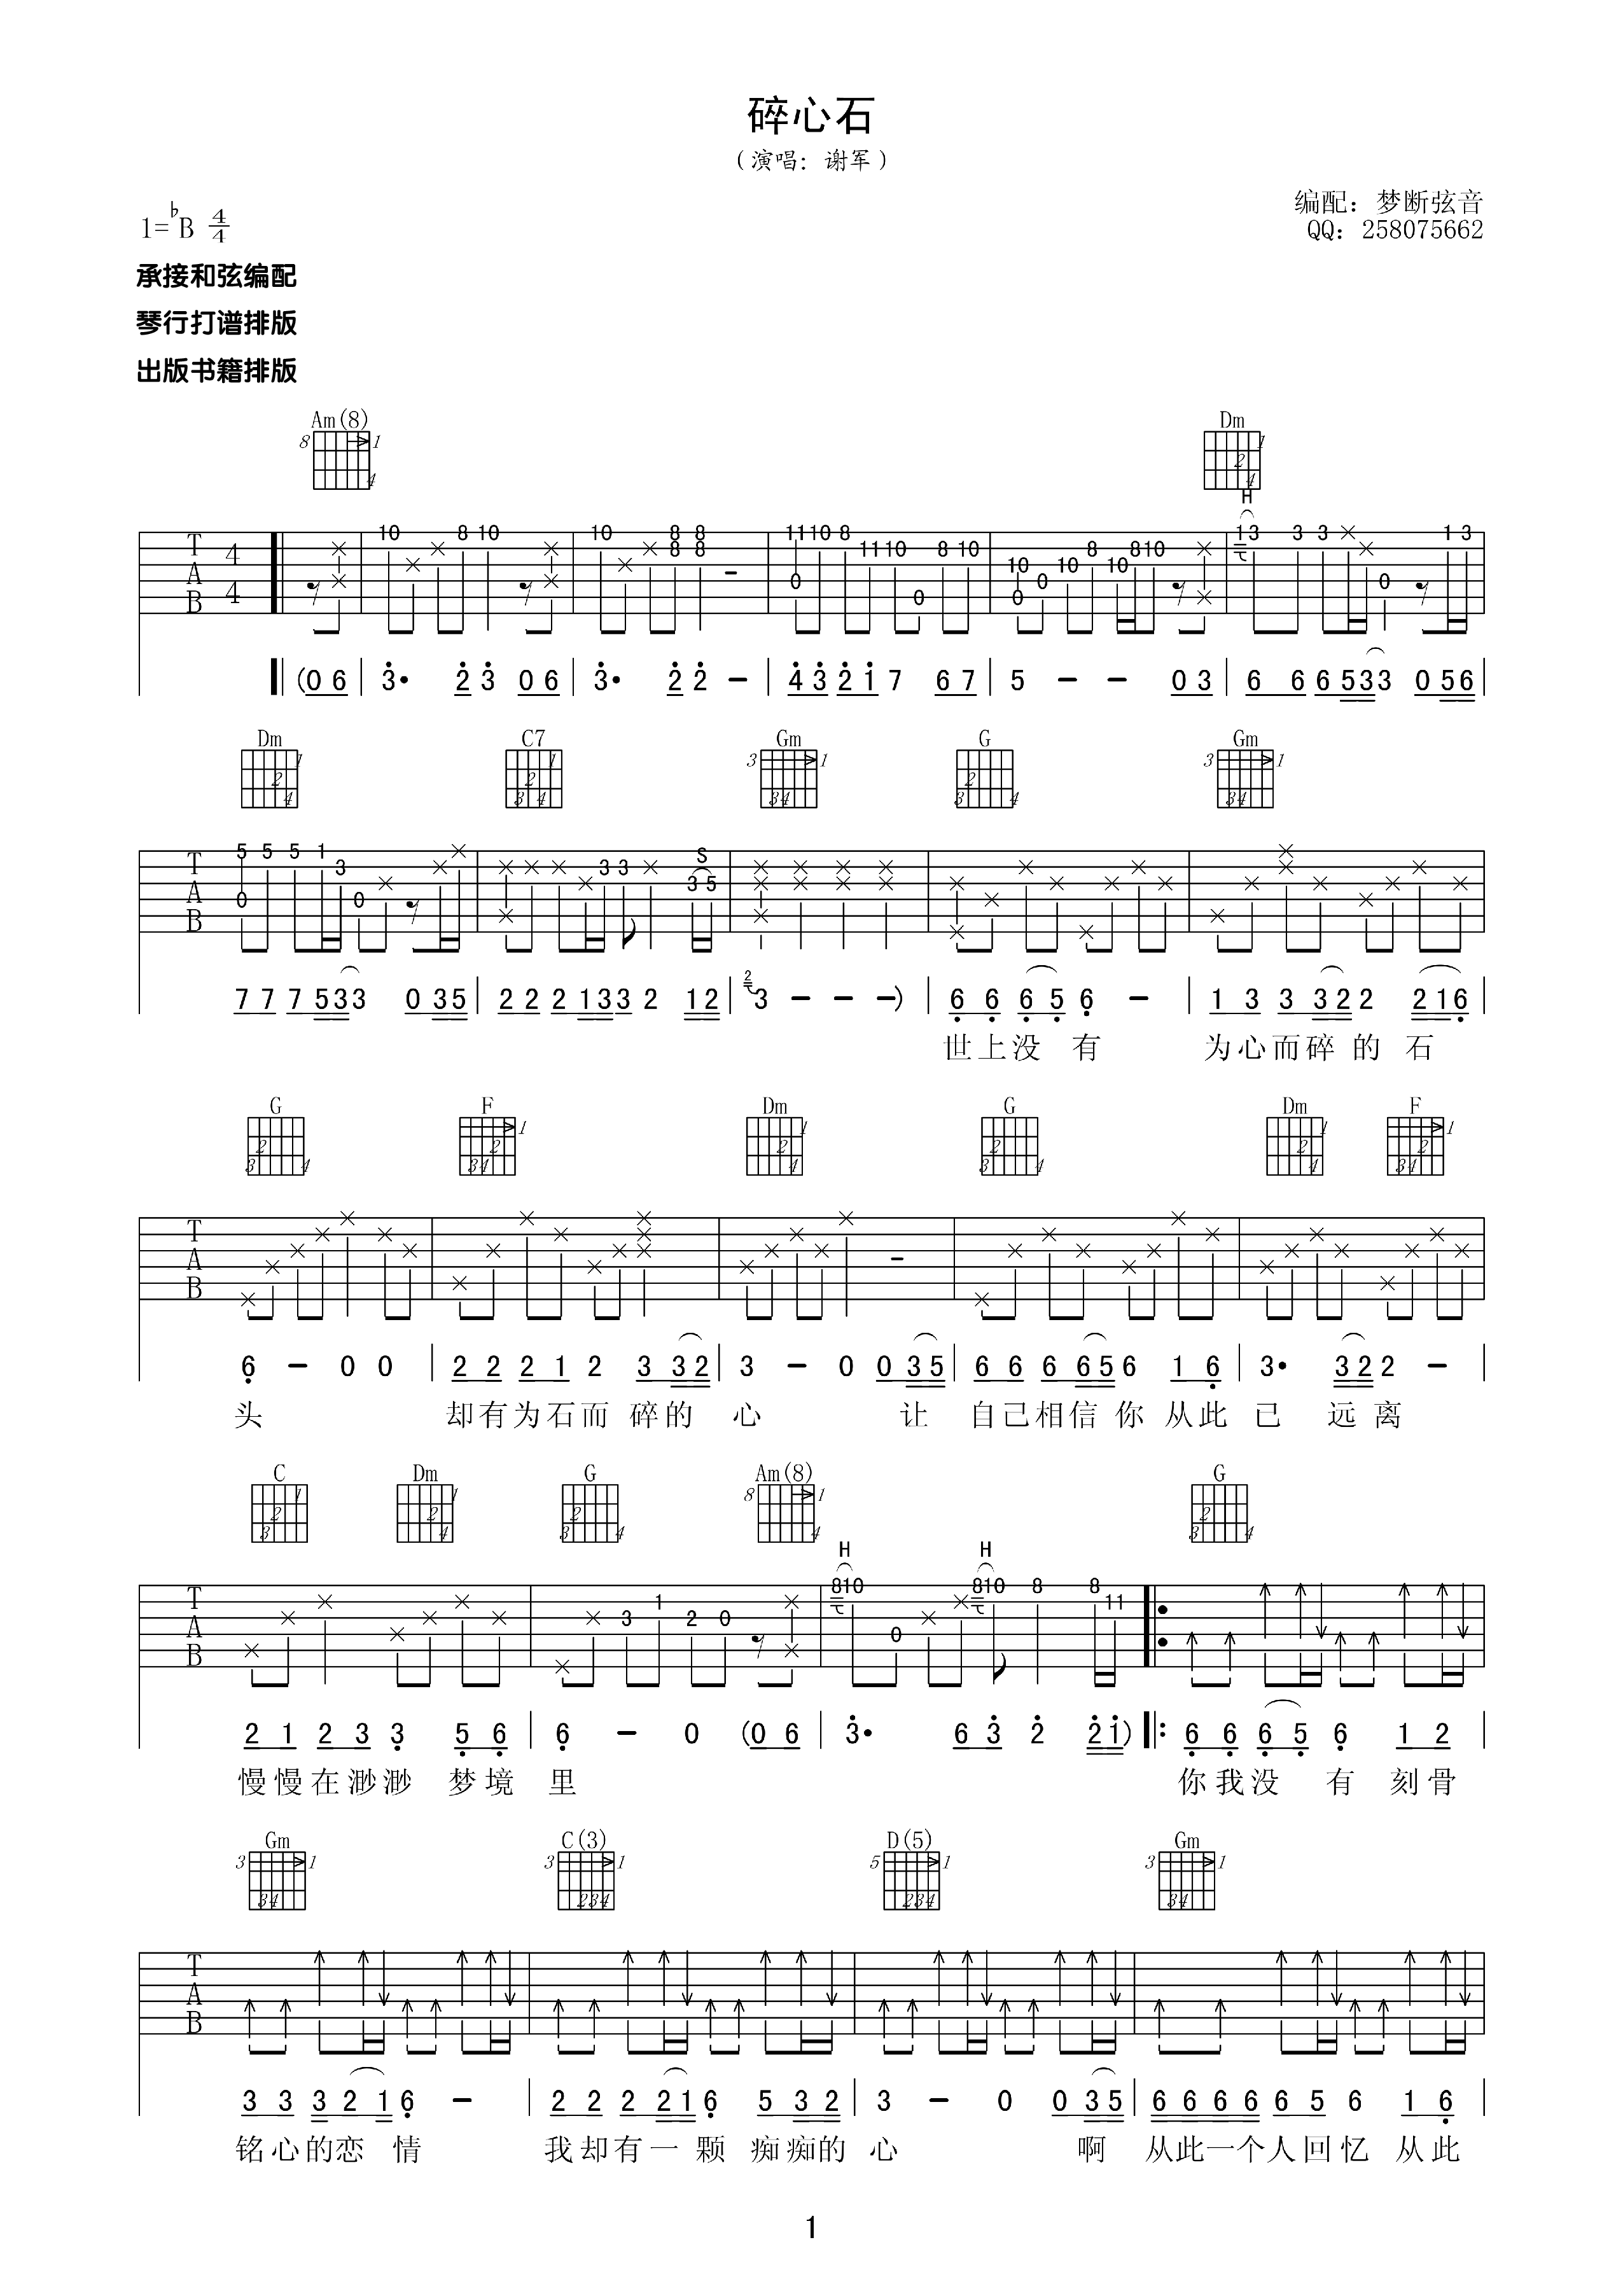 碎心石
(演唱：谢军)
1=♭B 4/4
编配：梦断弦音
QQ：258075662
承接和弦编配
琴行打谱排版
出版书籍排版
Am(8) Dm
(0 6 | 3· 2 3 0 6 | 3· 2 2 - | 4 3 2 1 7 6 7 | 5 - - 0 3 | 6 6 6 5 3 3 0 5 6 |
Dm C7 Gm G Gm
7 7 7 5 3 3 0 3 5 | 2 2 2 1 3 3 2 1 2 | 3 - - -) | 6 6 6 5 6 - | 1 3 3 3 2 2 2 1 6 |
世上没 有 为心而碎 的 石
G F Dm G Dm F
6 - 0 0 | 2 2 2 1 2 3 3 2 | 3 - 0 0 3 5 | 6 6 6 6 5 6 1 6 | 3· 3 2 2 - |
头 却有为石而 碎的 心 让 自己相信 你 从此 已 远 离
C Dm G Am(8) G
2 1 2 3 3 5 6 | 6 - 0 (0 6 | 3· 6 3 2 2 1) |: 6 6 6 5 6 1 2 |
慢慢在渺渺 梦境 里 你我没 有 刻骨
Gm C(3) D(5) Gm
3 3 3 2 1 6 - | 2 2 2 2 1 6 5 3 2 | 3 - 0 0 3 5 | 6 6 6 6 6 5 6 1 6 |
铭心的恋 情 我却有一 颗 痴痴的 心 啊 从此一个人回忆 从此
1